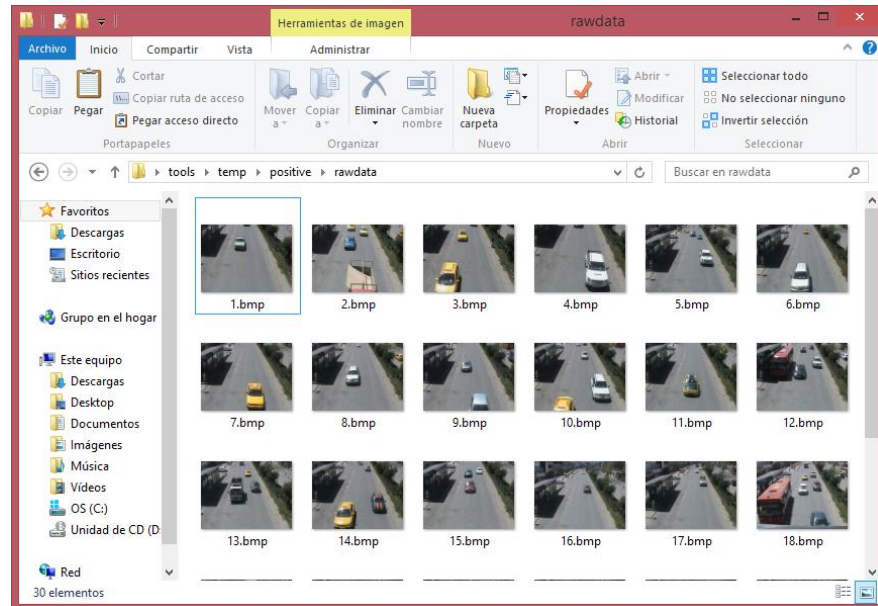 Herramientas de imagen
rawdata
Archivo
Inicio
Compartir
Vista
Administrar
Copiar
Pegar
Cortar
Copiar ruta de acceso
Pegar acceso directo
Portapapeles
Mover a
Copiar a
Eliminar
Cambiar nombre
Organizar
Nueva carpeta
Nuevo
Propiedades
Abrir
Modificar
Historial
Abrir
Seleccionar todo
No seleccionar ninguno
Invertir selección
Seleccionar
tools temp positive rawdata
Buscar en rawdata
Favoritos
Descargas
Escritorio
Sitios recientes
Grupo en el hogar
Este equipo
Descargas
Desktop
Documentos
Imágenes
Música
Vídeos
OS (C:)
Unidad de CD (D
Red
1.bmp
2.bmp
3.bmp
4.bmp
5.bmp
6.bmp
7.bmp
8.bmp
9.bmp
10.bmp
11.bmp
12.bmp
13.bmp
14.bmp
15.bmp
16.bmp
17.bmp
18.bmp
30 elementos